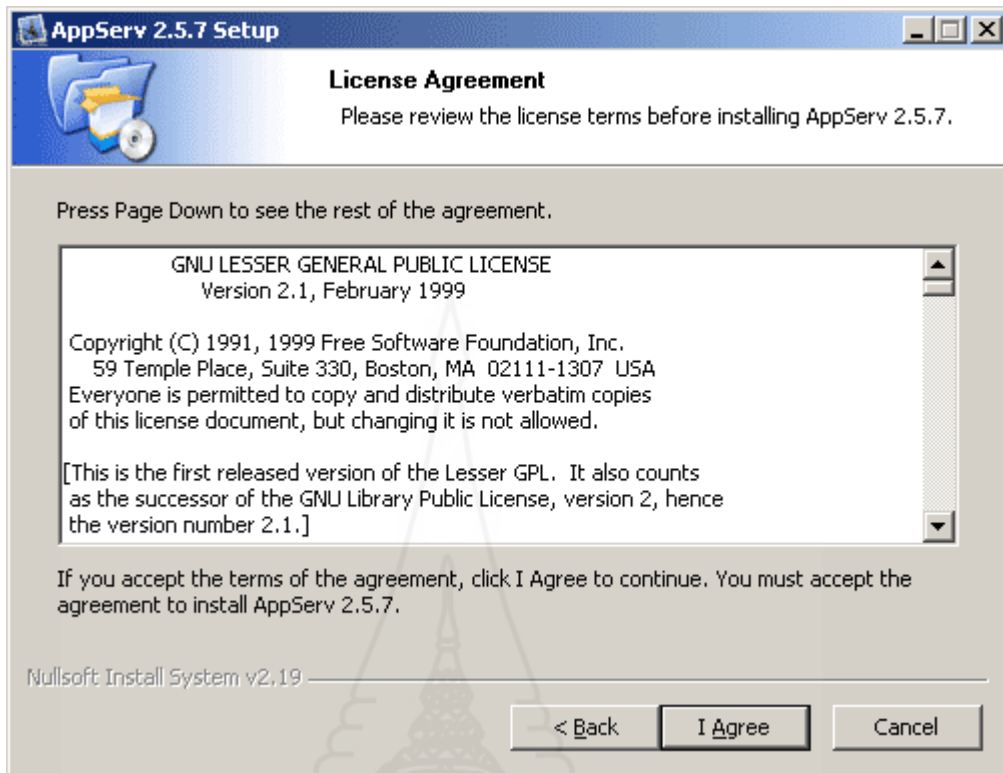 AppServ 2.5.7 Setup
License Agreement
Please review the license terms before installing AppServ 2.5.7.
Press Page Down to see the rest of the agreement.
GNU LESSER GENERAL PUBLIC LICENSE
Version 2.1, February 1999
Copyright (C) 1991, 1999 Free Software Foundation, Inc.
59 Temple Place, Suite 330, Boston, MA  02111-1307  USA
Everyone is permitted to copy and distribute verbatim copies
of this license document, but changing it is not allowed.
[This is the first released version of the Lesser GPL.  It also counts
as the successor of the GNU Library Public License, version 2, hence
the version number 2.1.]
If you accept the terms of the agreement, click I Agree to continue. You must accept the
agreement to install AppServ 2.5.7.
Nullsoft Install System v2.19
< Back
I Agree
Cancel